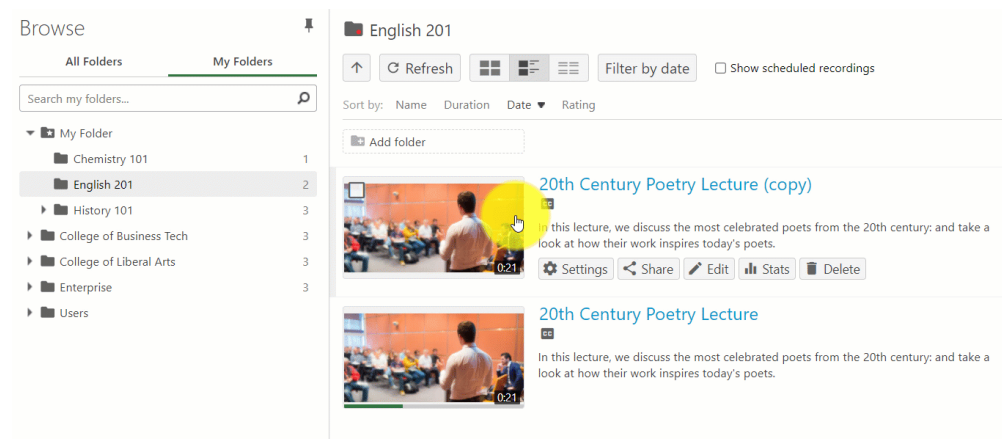 Browse
All Folders
My Folders
Search my folders...
My Folder
Chemistry 101 1
English 201 2
History 101 3
College of Business Tech 3
College of Liberal Arts 3
Enterprise 3
Users
English 201
Refresh
Filter by date
Show scheduled recordings
Sort by: Name Duration Date Rating
Add folder
0:21
20th Century Poetry Lecture (copy)
CC
In this lecture, we discuss the most celebrated poets from the 20th century: and take a
look at how their work inspires today's poets.
Settings Share Edit Stats Delete
0:21
20th Century Poetry Lecture
CC
In this lecture, we discuss the most celebrated poets from the 20th century: and take a
look at how their work inspires today's poets.